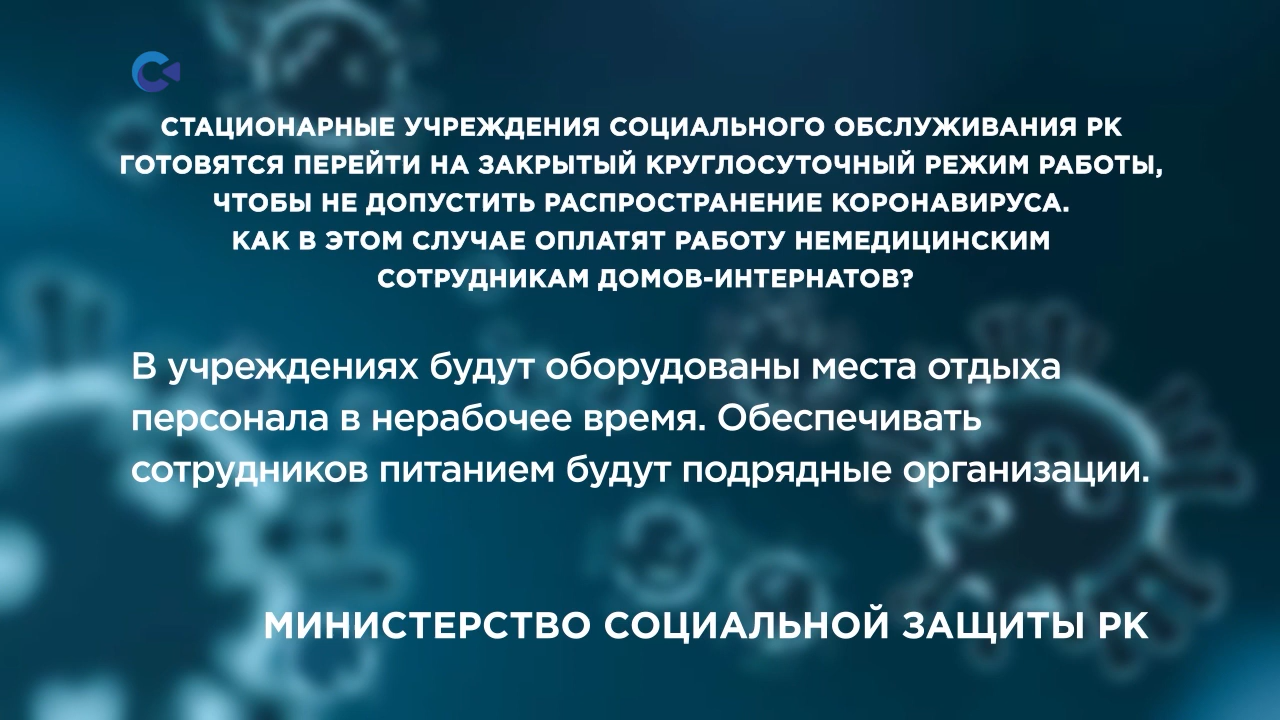 СТАЦИОНАРНЫЕ УЧРЕЖДЕНИЯ СОЦИАЛЬНОГО ОБСЛУЖИВАНИЯ РК
ГОТОВЯТСЯ ПЕРЕЙТИ НА ЗАКРЫТЫЙ КРУГЛОСУТОЧНЫЙ РЕЖИМ РАБОТЫ,
ЧТОБЫ НЕ ДОПУСТИТЬ РАСПРОСТРАНЕНИЕ КОРОНАВИРУСА.
КАК В ЭТОМ СЛУЧАЕ ОПЛАТЯТ РАБОТУ НЕМЕДИЦИНСКИМ
СОТРУДНИКАМ ДОМОВ-ИНТЕРНАТОВ?
В учреждениях будут оборудованы места отдыха
персонала в нерабочее время. Обеспечивать
сотрудников питанием будут подрядные организации.
МИНИСТЕРСТВО СОЦИАЛЬНОЙ ЗАЩИТЫ РК